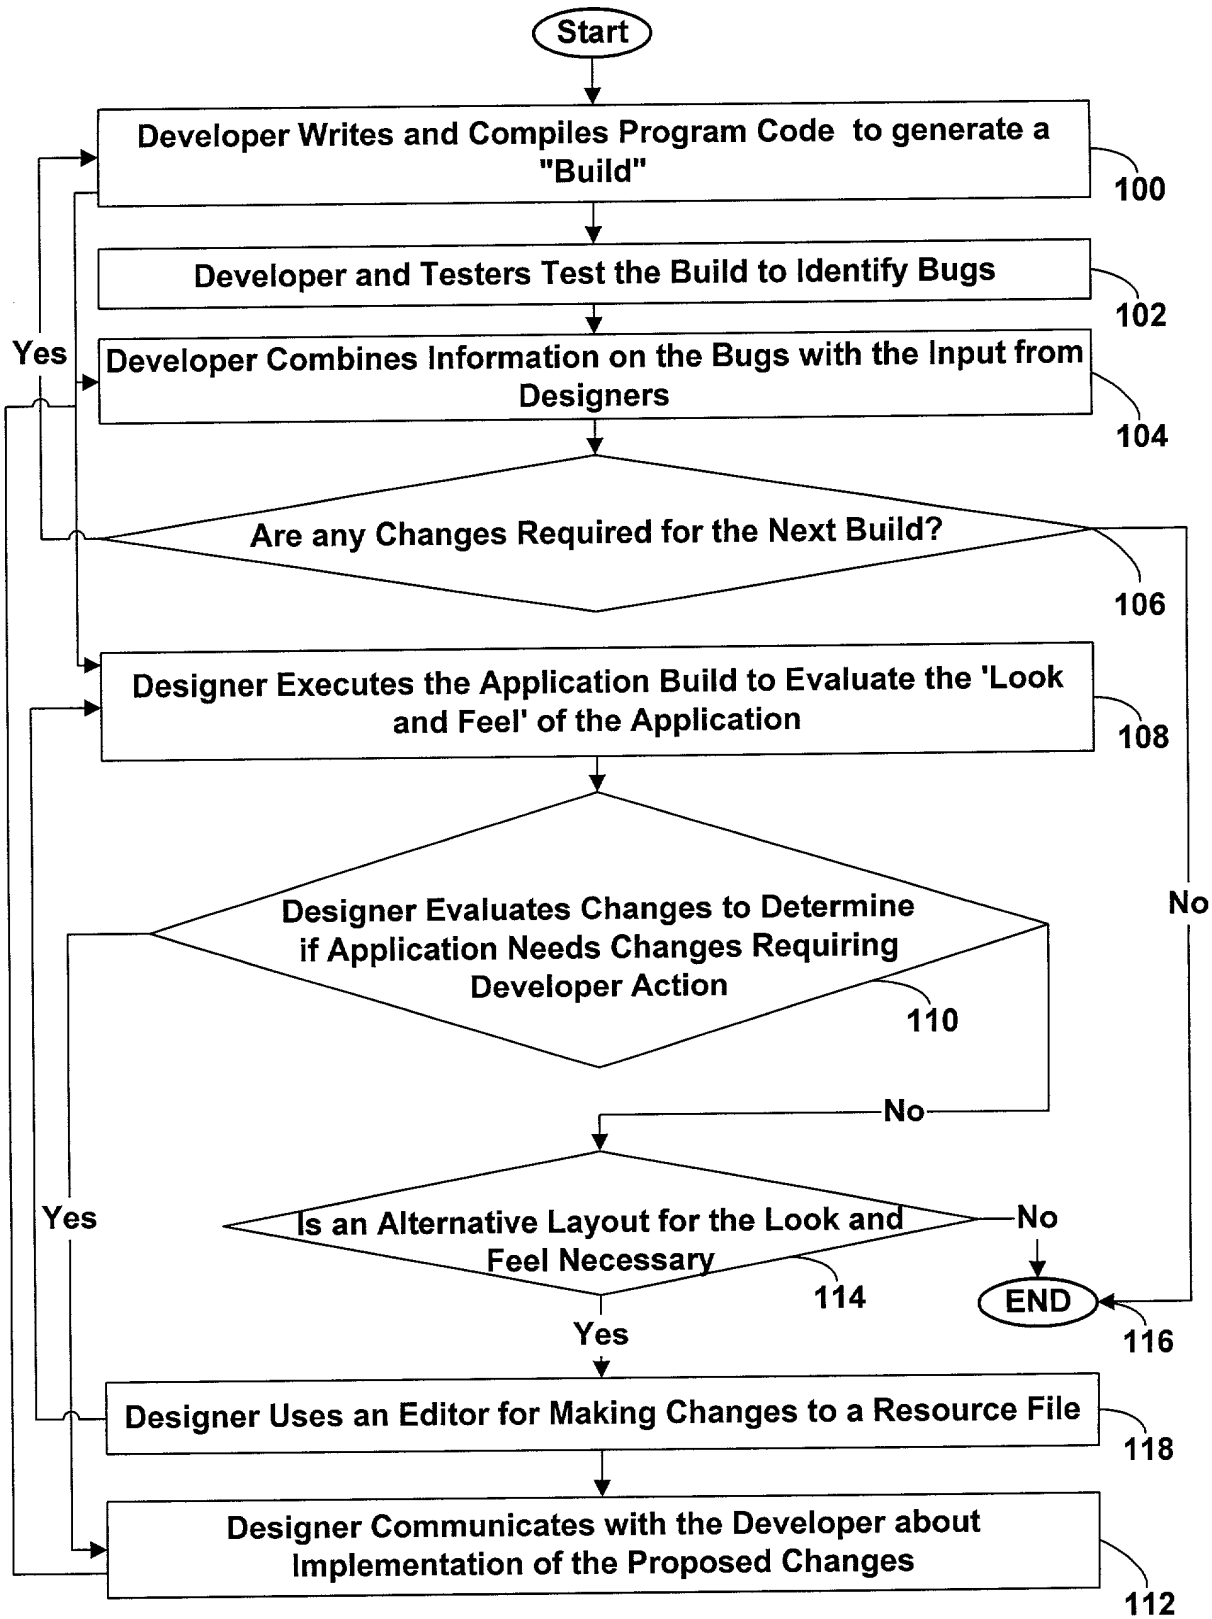 Start
Developer Writes and Compiles Program Code to generate a
"Build"
100
Developer and Testers Test the Build to Identify Bugs
102
Yes
Developer Combines Information on the Bugs with the Input from
Designers
104
Are any Changes Required for the Next Build?
106
Designer Executes the Application Build to Evaluate the 'Look
and Feel' of the Application
108
No
Designer Evaluates Changes to Determine
if Application Needs Changes Requiring
Developer Action
110
No
Yes
Is an Alternative Layout for the Look and
Feel Necessary
114
No
END
116
Yes
Designer Uses an Editor for Making Changes to a Resource File
118
Designer Communicates with the Developer about
Implementation of the Proposed Changes
112